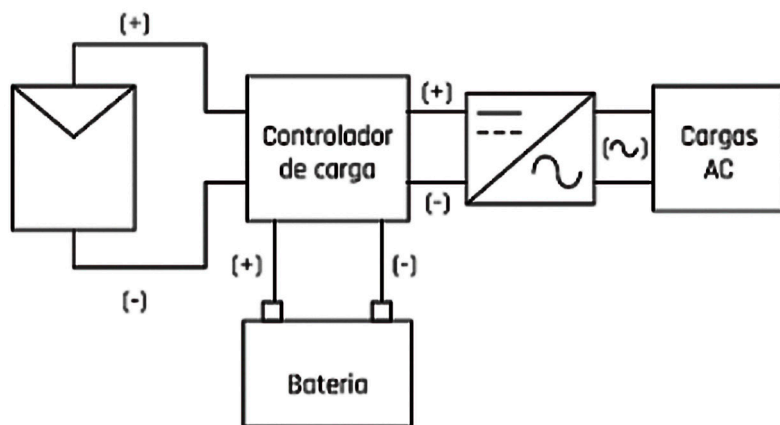 (+)
(-)
Controlador
de carga
(+)
(-)
(+)
(-)
Bateria
(~)
Cargas
AC